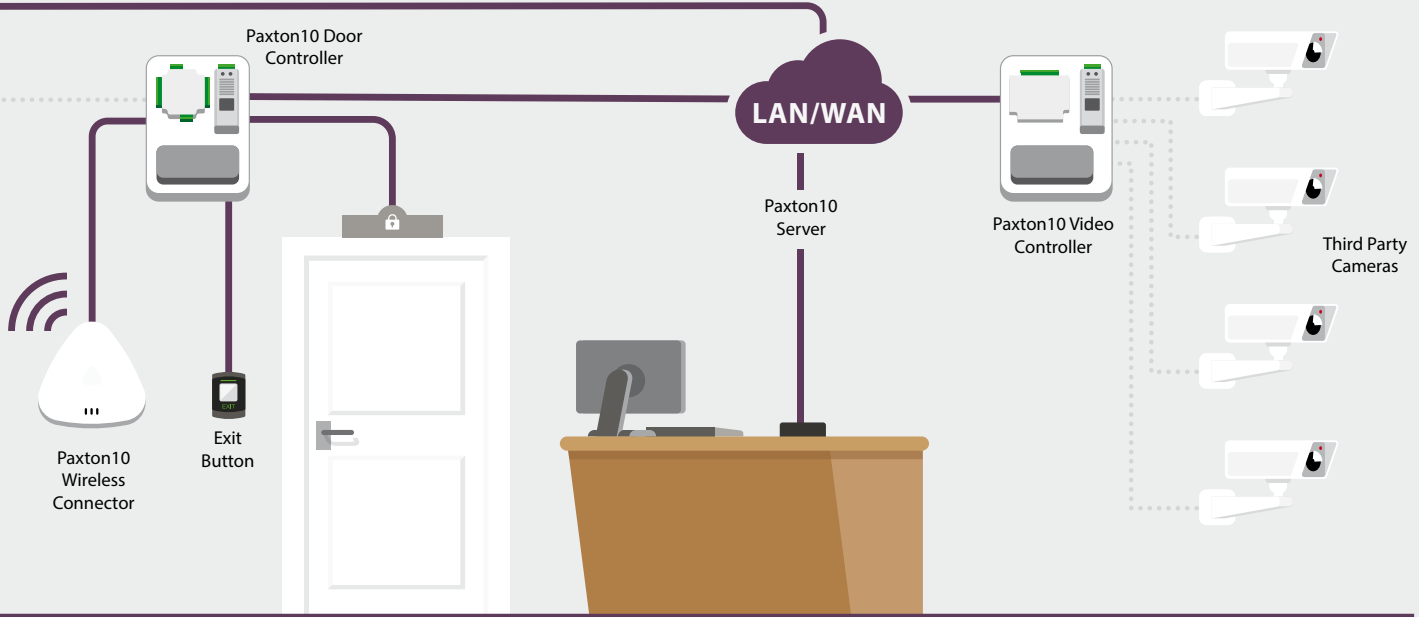 Paxton10 Door
Controller
LAN/WAN
Paxton10
Server
Paxton10 Video
Controller
Third Party
Cameras
EXIT
Exit
Button
Paxton10
Wireless
Connector